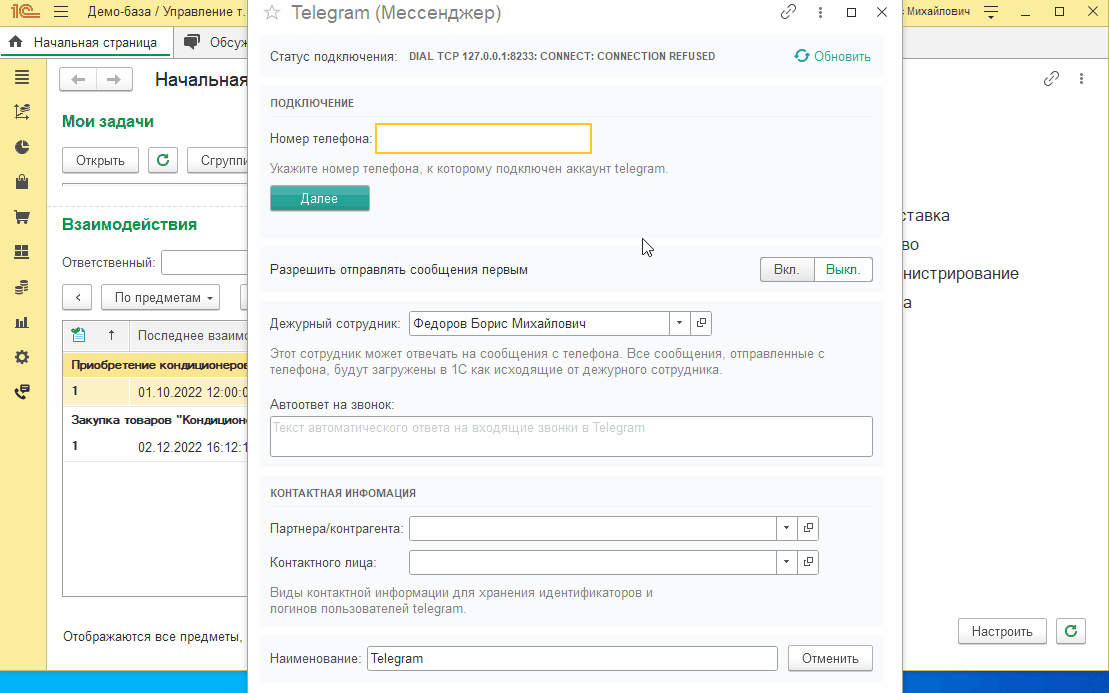 1С
Демо-база / Управление т.
Михайлович
Начальная страница
Обсуж
Начальная
Мои задачи
Открыть
Сгруппи
Взаимодействия
Ответственный:
По предметам
Последнее взаимо
Приобретение кондиционеров
1
01.10.2022 12:00:0
Закупка товаров "Кондицион
1
02.12.2022 16:12:1
Отображаются все предметы,
Telegram (Мессенджер)
Статус подключения:
DIAL TCP 127.0.0.1:8233: CONNECT: CONNECTION REFUSED
Обновить
ПОДКЛЮЧЕНИЕ
Номер телефона:
Укажите номер телефона, к которому подключен аккаунт telegram.
Далее
Разрешить отправлять сообщения первым
Вкл.
Выкл.
Дежурный сотрудник:
Федоров Борис Михайлович
Этот сотрудник может отвечать на сообщения с телефона. Все сообщения, отправленные с
телефона, будут загружены в 1С как исходящие от дежурного сотрудника.
Автоответ на звонок:
Текст автоматического ответа на входящие звонки в Telegram
КОНТАКТНАЯ ИНФОМАЦИЯ
Партнера/контрагента:
Контактного лица:
Виды контактной информации для хранения идентификаторов и
логинов пользователей telegram.
Наименование:
Telegram
Отменить
ставка
во
нистрирование
а
Настроить